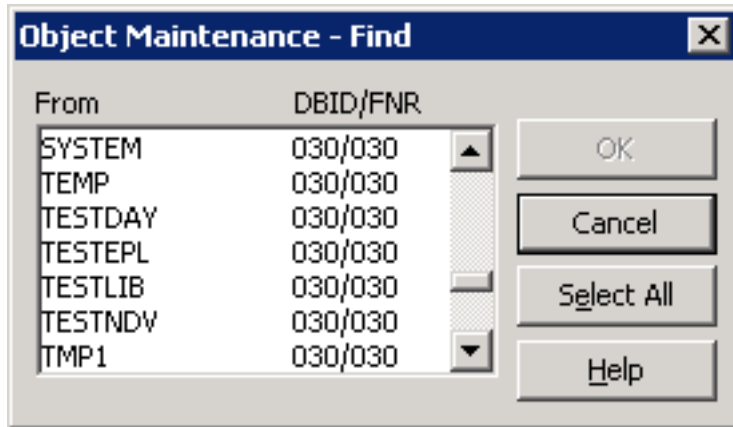 Object Maintenance - Find
From DBID/FNR
SYSTEM 030/030
TEMP 030/030
TESTDAY 030/030
TESTEPL 030/030
TESTLIB 030/030
TESTNDV 030/030
TMP1 030/030
OK
Cancel
Select All
Help